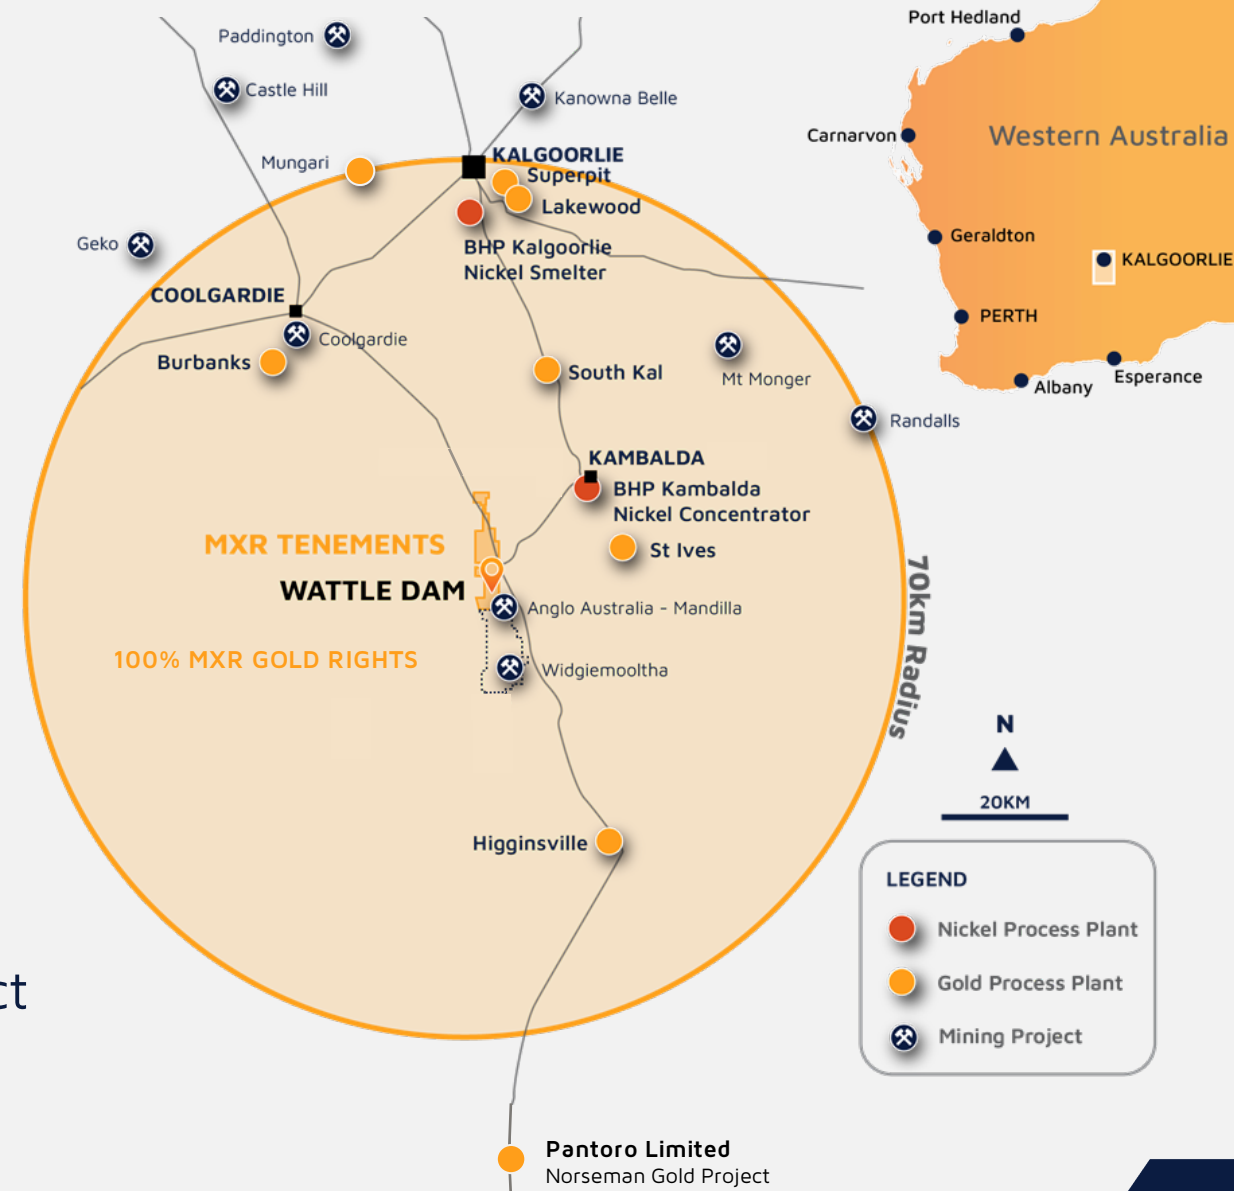 Port Hedland
Paddington
Castle Hill
Kanowna Belle
Carnarvon
Western Australia
KALGOORLIE
Mungari
Superpit
Lakewood
Geraldton
Geko
BHP Kalgoorlie
Nickel Smelter
KALGOORLIE
COOLGARDIE
PERTH
Coolgardie
Burbanks
South Kal
Mt Monger
Albany
Esperance
Randalls
KAMBALDA
BHP Kambalda
Nickel Concentrator
MXR TENEMENTS
St Ives
WATTLE DAM
Anglo Australia - Mandilla
70km Radius
100% MXR GOLD RIGHTS
Widgiemooltha
N
20KM
Higginsville
LEGEND
Nickel Process Plant
Gold Process Plant
Mining Project
ct
Pantoro Limited
Norseman Gold Project